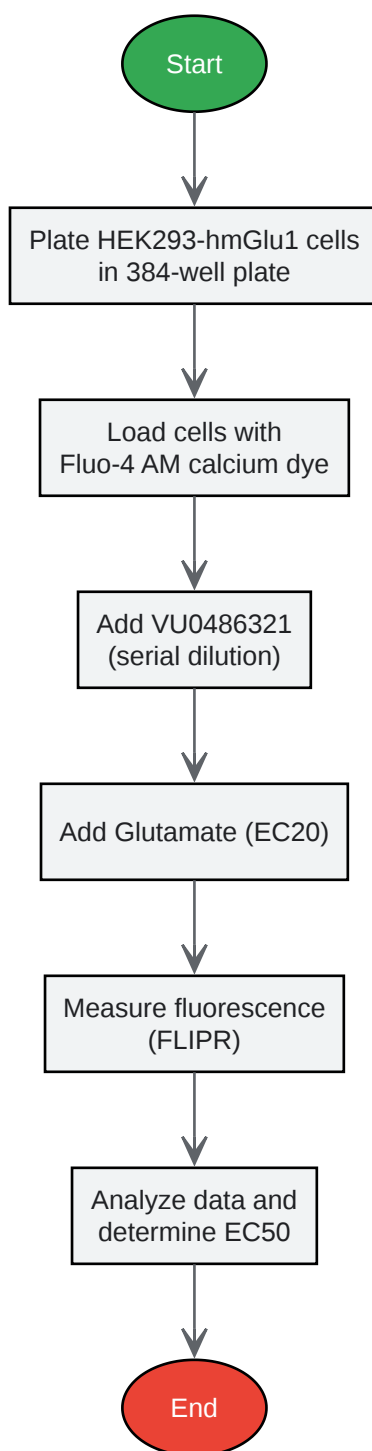 Start
Plate HEK293-hmGlu1 cells
in 384-well plate
Load cells with
Fluo-4 AM calcium dye
Add VU0486321
(serial dilution)
Add Glutamate (EC20)
Measure fluorescence
(FLIPR)
Analyze data and
determine EC50
End